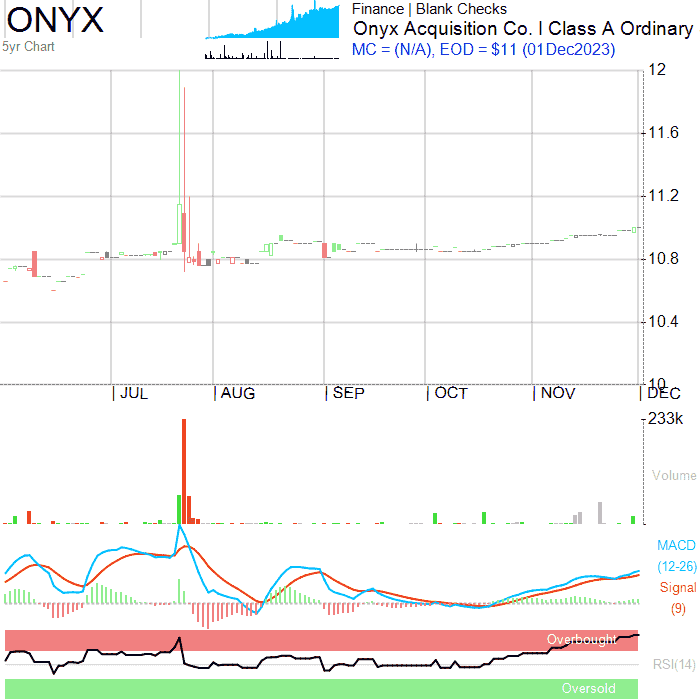 ONYX
5yr Chart
Finance | Blank Checks
Onyx Acquisition Co. I Class A Ordinary
MC = (N/A), EOD = $11 (01Dec2023)
12
11.6
11.2
10.8
10.4
10
JUL AUG SEP OCT NOV DEC
233k
Volume
MACD
(12-26)
Signal
(9)
Overbought
RSI(14)
Oversold